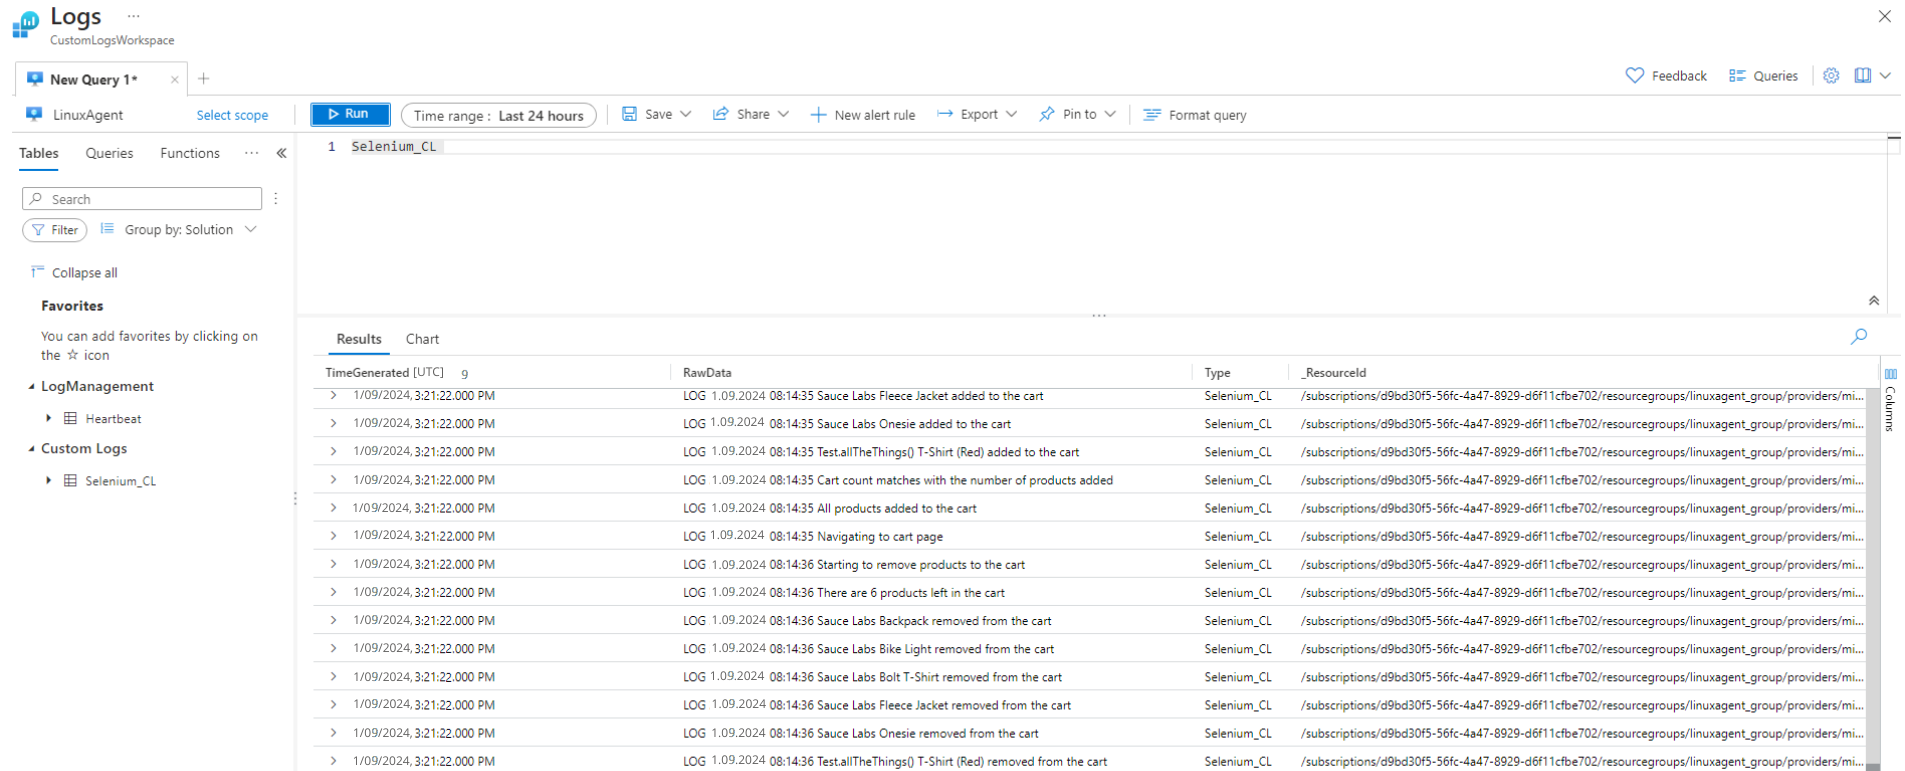 Logs ...
CustomLogsWorkspace
New Query 1*
Feedback Queries
LinuxAgent Select scope Run Time range : Last 24 hours Save Share New alert rule Export Pin to Format query
Tables Queries Functions ...
1 Selenium_CL
Search
Filter Group by: Solution
Collapse all
Favorites
You can add favorites by clicking on
the ☆ icon
LogManagement
Heartbeat
Custom Logs
Selenium_CL
Results Chart
TimeGenerated [UTC] 9 RawData Type _ResourceId
1/09/2024, 3:21:22.000 PM LOG 1.09.2024 08:14:35 Sauce Labs Fleece Jacket added to the cart Selenium_CL /subscriptions/d9bd30f5-56fc-4a47-8929-d6f11cfbe702/resourcegroups/linuxagent_group/providers/mi...
1/09/2024, 3:21:22.000 PM LOG 1.09.2024 08:14:35 Sauce Labs Onesie added to the cart Selenium_CL /subscriptions/d9bd30f5-56fc-4a47-8929-d6f11cfbe702/resourcegroups/linuxagent_group/providers/mi...
1/09/2024, 3:21:22.000 PM LOG 1.09.2024 08:14:35 Test.allTheThings() T-Shirt (Red) added to the cart Selenium_CL /subscriptions/d9bd30f5-56fc-4a47-8929-d6f11cfbe702/resourcegroups/linuxagent_group/providers/mi...
1/09/2024, 3:21:22.000 PM LOG 1.09.2024 08:14:35 Cart count matches with the number of products added Selenium_CL /subscriptions/d9bd30f5-56fc-4a47-8929-d6f11cfbe702/resourcegroups/linuxagent_group/providers/mi...
1/09/2024, 3:21:22.000 PM LOG 1.09.2024 08:14:35 All products added to the cart Selenium_CL /subscriptions/d9bd30f5-56fc-4a47-8929-d6f11cfbe702/resourcegroups/linuxagent_group/providers/mi...
1/09/2024, 3:21:22.000 PM LOG 1.09.2024 08:14:35 Navigating to cart page Selenium_CL /subscriptions/d9bd30f5-56fc-4a47-8929-d6f11cfbe702/resourcegroups/linuxagent_group/providers/mi...
1/09/2024, 3:21:22.000 PM LOG 1.09.2024 08:14:36 Starting to remove products to the cart Selenium_CL /subscriptions/d9bd30f5-56fc-4a47-8929-d6f11cfbe702/resourcegroups/linuxagent_group/providers/mi...
1/09/2024, 3:21:22.000 PM LOG 1.09.2024 08:14:36 There are 6 products left in the cart Selenium_CL /subscriptions/d9bd30f5-56fc-4a47-8929-d6f11cfbe702/resourcegroups/linuxagent_group/providers/mi...
1/09/2024, 3:21:22.000 PM LOG 1.09.2024 08:14:36 Sauce Labs Backpack removed from the cart Selenium_CL /subscriptions/d9bd30f5-56fc-4a47-8929-d6f11cfbe702/resourcegroups/linuxagent_group/providers/mi...
1/09/2024, 3:21:22.000 PM LOG 1.09.2024 08:14:36 Sauce Labs Bike Light removed from the cart Selenium_CL /subscriptions/d9bd30f5-56fc-4a47-8929-d6f11cfbe702/resourcegroups/linuxagent_group/providers/mi...
1/09/2024, 3:21:22.000 PM LOG 1.09.2024 08:14:36 Sauce Labs Bolt T-Shirt removed from the cart Selenium_CL /subscriptions/d9bd30f5-56fc-4a47-8929-d6f11cfbe702/resourcegroups/linuxagent_group/providers/mi...
1/09/2024, 3:21:22.000 PM LOG 1.09.2024 08:14:36 Sauce Labs Fleece Jacket removed from the cart Selenium_CL /subscriptions/d9bd30f5-56fc-4a47-8929-d6f11cfbe702/resourcegroups/linuxagent_group/providers/mi...
1/09/2024, 3:21:22.000 PM LOG 1.09.2024 08:14:36 Sauce Labs Onesie removed from the cart Selenium_CL /subscriptions/d9bd30f5-56fc-4a47-8929-d6f11cfbe702/resourcegroups/linuxagent_group/providers/mi...
1/09/2024, 3:21:22.000 PM LOG 1.09.2024 08:14:36 Test.allTheThings() T-Shirt (Red) removed from the cart Selenium_CL /subscriptions/d9bd30f5-56fc-4a47-8929-d6f11cfbe702/resourcegroups/linuxagent_group/providers/mi...
Columns